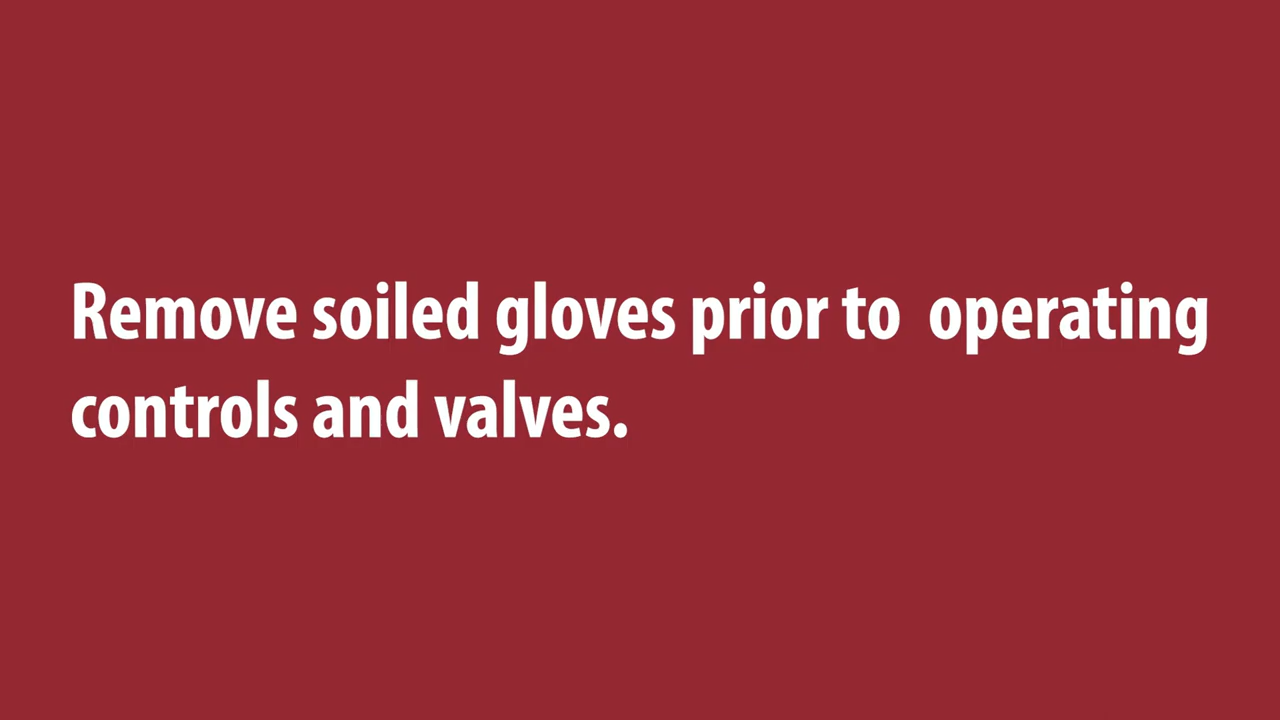 Remove soiled gloves prior to  operating
controls and valves.